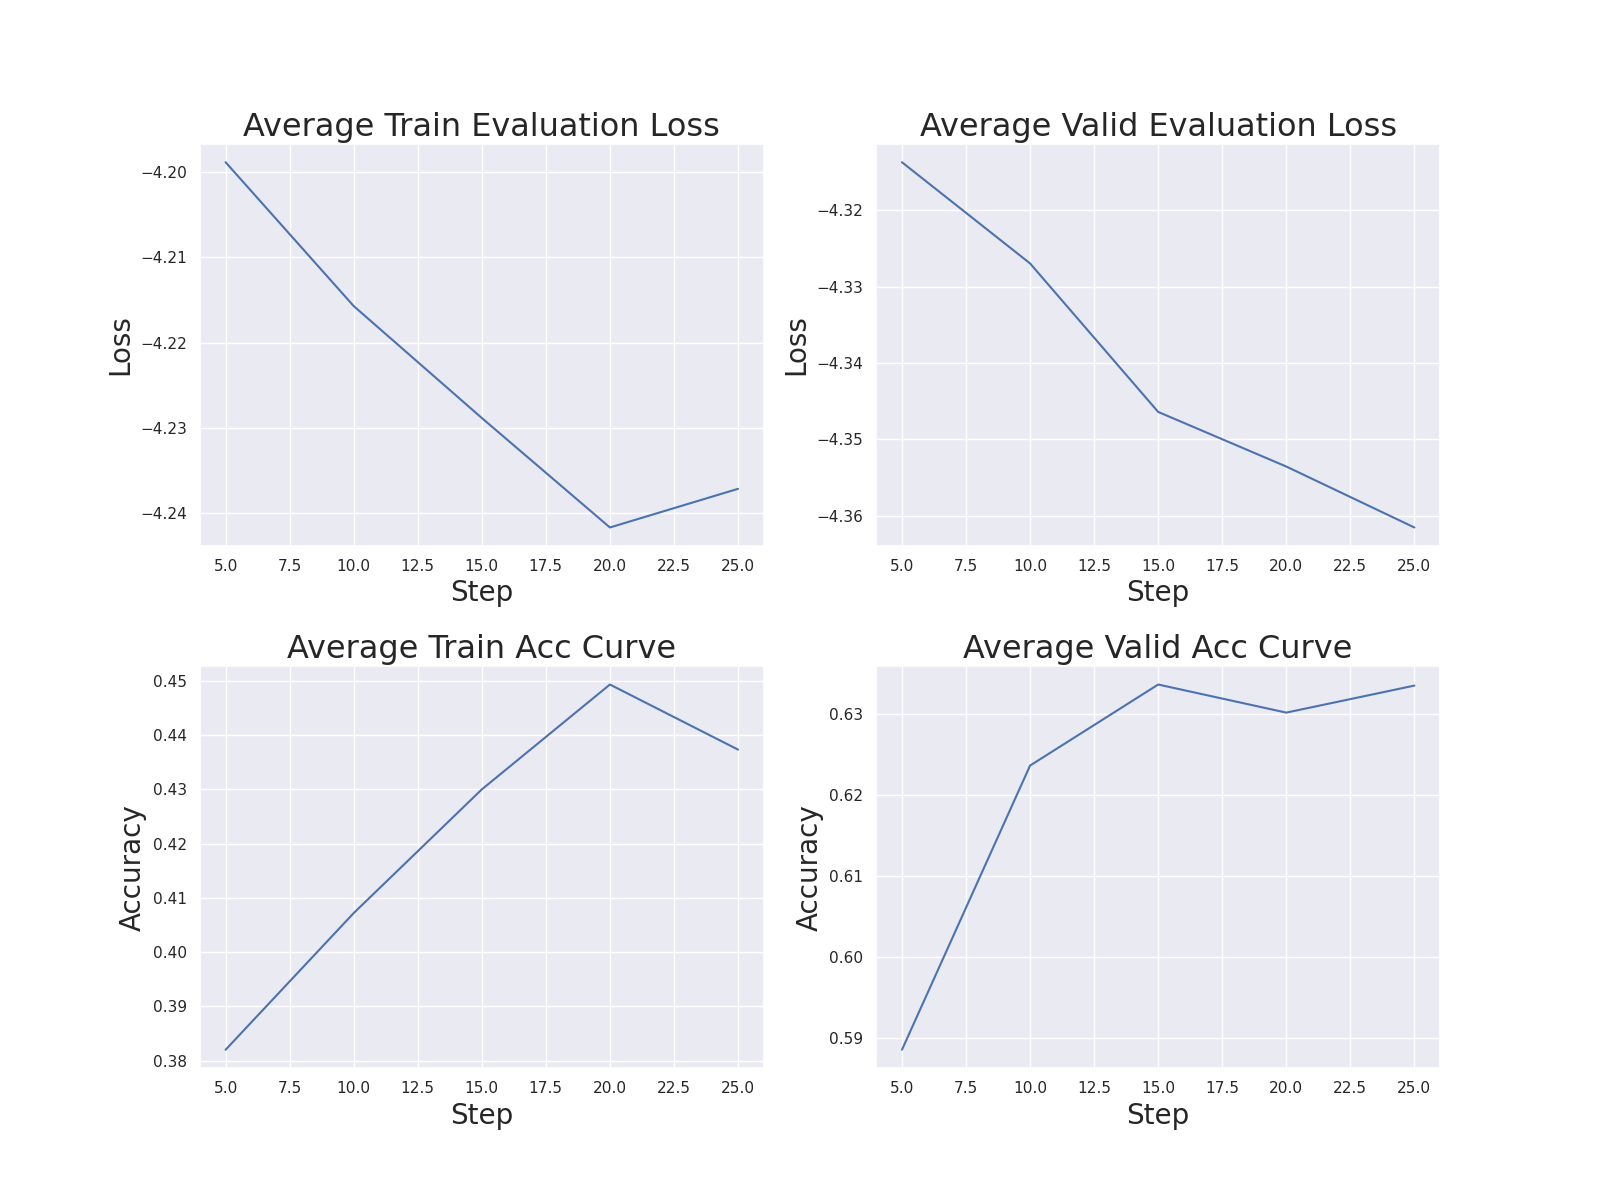 Average Train Evaluation Loss
−4.20
−4.21
−4.22
−4.23
−4.24
Loss
5.0 7.5 10.0 12.5 15.0 17.5 20.0 22.5 25.0
Step
Average Valid Evaluation Loss
−4.32
−4.33
−4.34
−4.35
−4.36
Loss
5.0 7.5 10.0 12.5 15.0 17.5 20.0 22.5 25.0
Step
Average Train Acc Curve
0.45
0.44
0.43
0.42
0.41
0.40
0.39
0.38
Accuracy
5.0 7.5 10.0 12.5 15.0 17.5 20.0 22.5 25.0
Step
Average Valid Acc Curve
0.63
0.62
0.61
0.60
0.59
Accuracy
5.0 7.5 10.0 12.5 15.0 17.5 20.0 22.5 25.0
Step